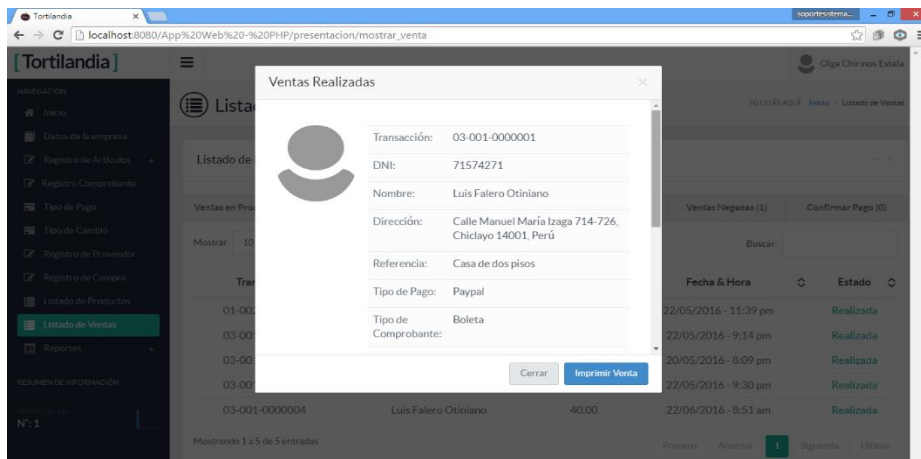 Tortilandia
soportesistema...
localhost:8080/App%20Web%20-%20PHP/presentacion/mostrar_venta
[Tortilandia]
Olga Chirinos Estela
NAVEGACIÓN
Inicio
Datos de la empresa
Registro de Artículos +
Registro Comprobante
Tipo de Pago
Tipo de Cambio
Registro de Proveedor
Registro de Compra
Listado de Productos
Listado de Ventas
Reportes +
RESUMEN DE INFORMACIÓN
N°: 1
Lista
TÚ ESTÁS AQUÍ: Inicio / Listado de Ventas
Listado de
Ventas en Pro
Ventas Negadas (1)
Confirmar Pago (0)
Mostrar 10
Buscar:
Tran
Fecha & Hora
Estado
01-002
22/05/2016 - 11:39 pm
Realizada
03-00
22/05/2016 - 9:14 pm
Realizada
03-00
20/05/2016 - 8:09 pm
Realizada
03-00
22/05/2016 - 9:30 pm
Realizada
03-001-0000004
Luis Falero Otiniano
40.00
22/06/2016 - 8:51 am
Realizada
Mostrando 1 a 5 de 5 entradas
Primero Anterior 1 Siguiente Último
Ventas Realizadas
Transacción: 03-001-0000001
DNI: 71574271
Nombre: Luis Falero Otiniano
Dirección: Calle Manuel María Izaga 714-726,
Chiclayo 14001, Perú
Referencia: Casa de dos pisos
Tipo de Pago: Paypal
Tipo de Boleta
Comprobante:
Cerrar
Imprimir Venta